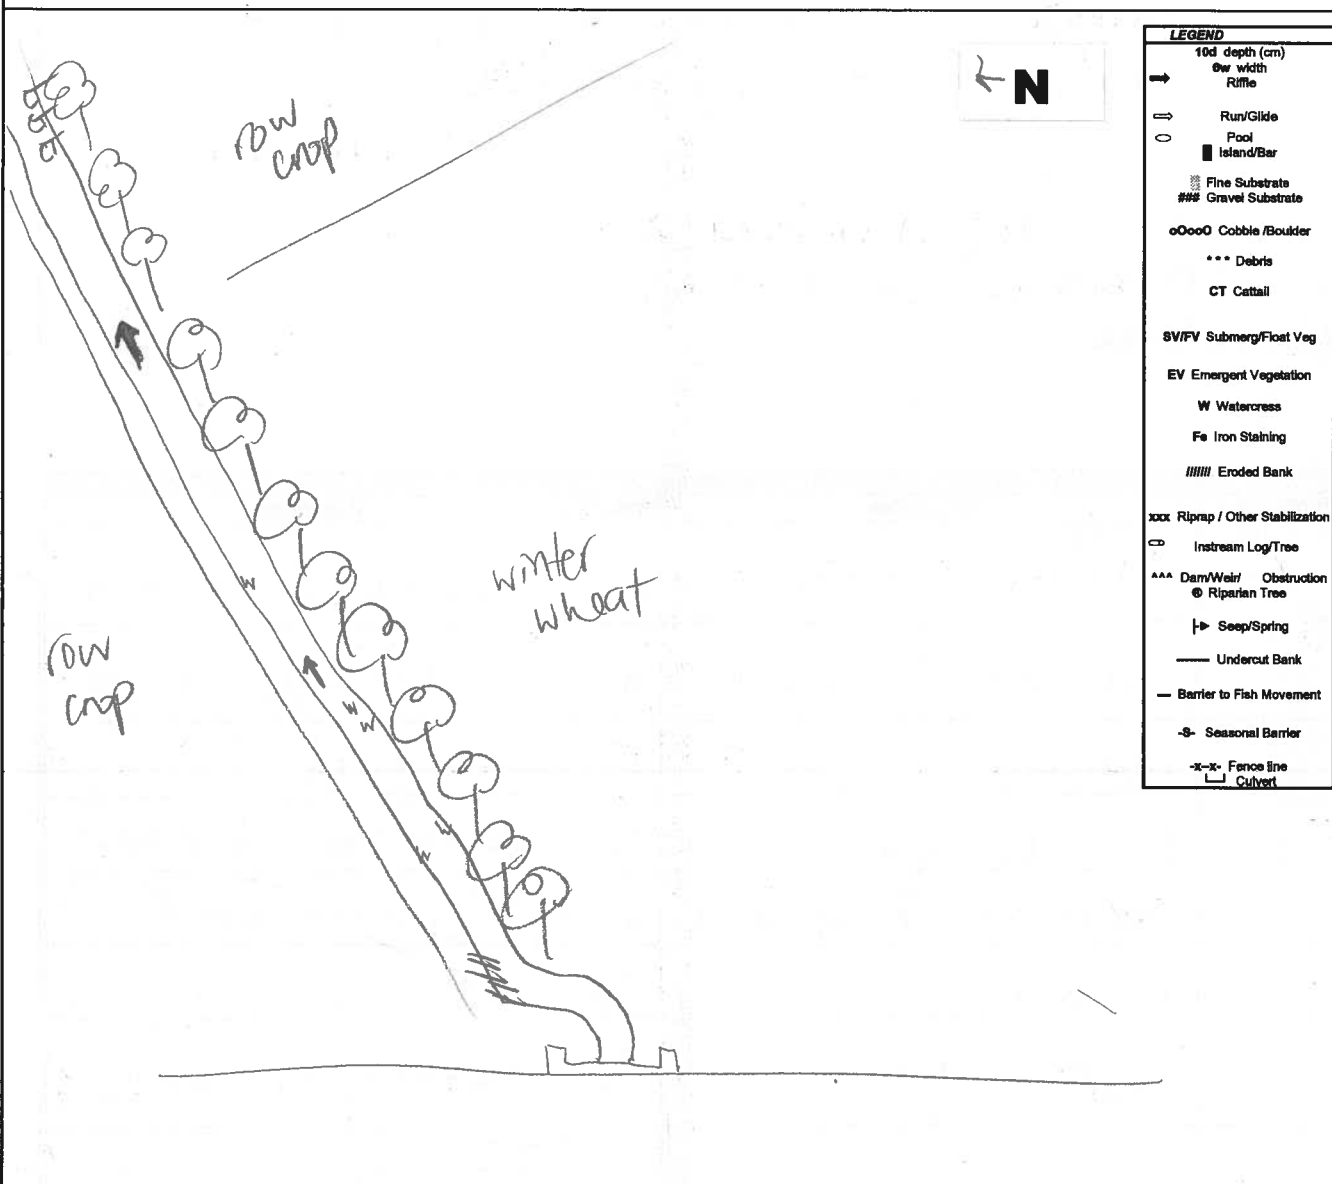 row
crop
N
LEGEND
10d depth (cm)
6w width
Riffle
Run/Glide
Pool
Island/Bar
Fine Substrate
### Gravel Substrate
oOooO Cobble /Boulder
*** Debris
CT Cattail
SV/FV Submerg/Float Veg
EV Emergent Vegetation
W Watercress
Fe Iron Staining
/////// Eroded Bank
xxx Riprap / Other Stabilization
Instream Log/Tree
^^^ Dam/Weir/ Obstruction
Riparian Tree
Seep/Spring
Undercut Bank
Barrier to Fish Movement
-S- Seasonal Barrier
-x-x- Fence line
Culvert
winter
wheat
W
row
crop
W
W
W
W